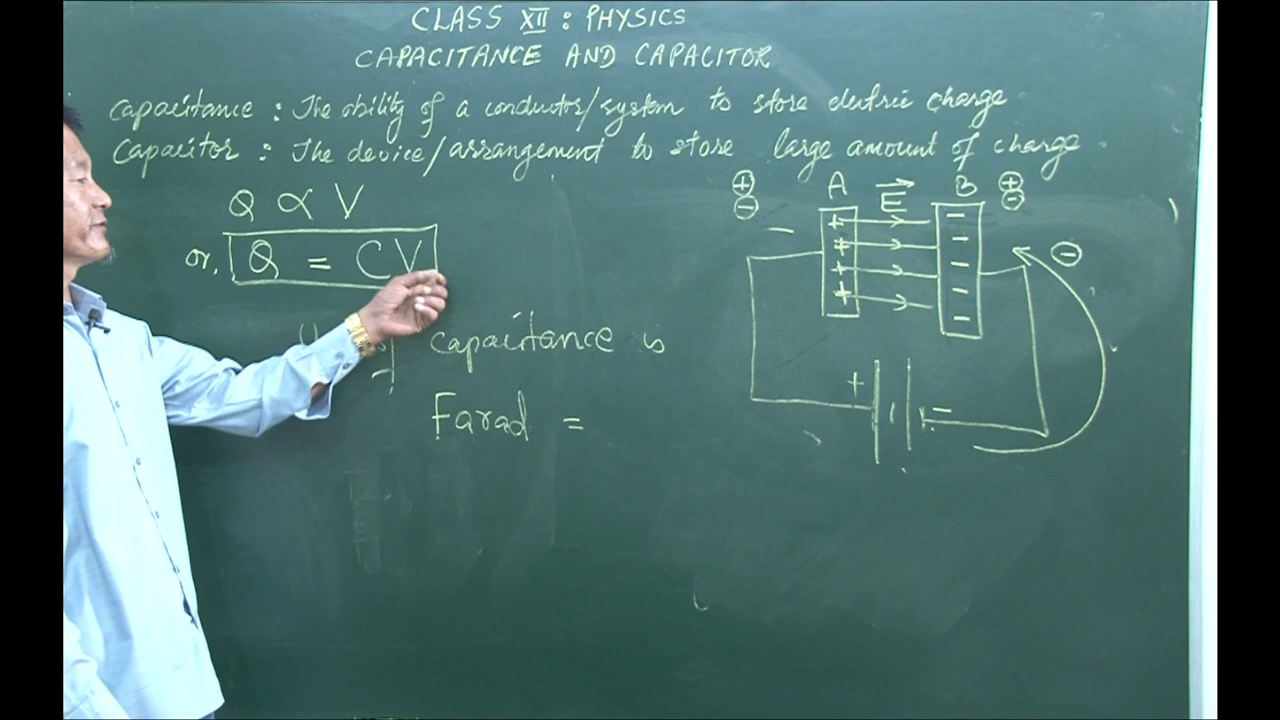 CLASS XII : PHYSICS
CAPACITANCE AND CAPACITOR
Capacitance : The ability of a conductor/system to store electric charge
Capacitor : The device/arrangement to store large amount of charge.
Q ∝ V
or, Q = CV
of capacitance is
Farad =
+ A E B +
− − −
+ −
+ −
+ −
+ −
−
+ −